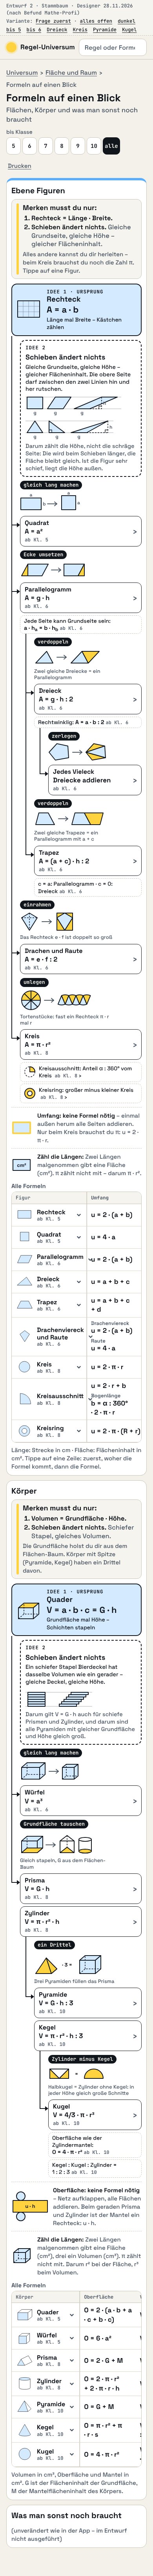 Entwurf 2 · Stammbaum · Designer 28.11.2026
(nach Befund Mathe-Profi)
Variante: Frage zuerst · alles offen dunkel
bis 5 bis 6 Dreieck Kreis Pyramide Kugel
Regel-Universum
Regel oder Form
Universum > Fläche und Raum >
Formeln auf einen Blick
Formeln auf einen Blick
Flächen, Körper und was man sonst noch braucht
bis Klasse
5 6 7 8 9 10 alle
Drucken
Ebene Figuren
Merken musst du nur:
1. Rechteck = Länge · Breite.
2. Schieben ändert nichts. Gleiche Grundseite, gleiche Höhe – gleicher Flächeninhalt.
Alles andere kannst du dir herleiten – beim Kreis brauchst du noch die Zahl π. Tippe auf eine Figur.
IDEE 1 · URSPRUNG
Rechteck
A = a · b
Länge mal Breite – Kästchen zählen
IDEE 2
Schieben ändert nichts
Gleiche Grundseite, gleiche Höhe – gleicher Flächeninhalt. Die obere Seite darf zwischen den zwei Linien hin und her rutschen.
g g g
g g g
Darum zählt die Höhe, nicht die schräge Seite: Die wird beim Schieben länger, die Fläche bleibt gleich. Ist die Figur sehr schief, liegt die Höhe außen.
gleich lang machen
Quadrat
A = a²
ab Kl. 5
Ecke umsetzen
Parallelogramm
A = g · h
ab Kl. 6
Jede Seite kann Grundseite sein:
Dreieck
verdoppeln
Zwei gleiche Dreiecke = ein Parallelogramm
A = g · h : 2
ab Kl. 6
Rechtwinklig: A = a · b : 2 ab Kl. 6
zerlegen
Jedes Vieleck
Dreiecke addieren
ab Kl. 6
verdoppeln
Zwei gleiche Trapeze = ein Parallelogramm mit a + c
Trapez
A = (a + c) · h : 2
ab Kl. 6
c = a: Parallelogramm · c = 0: Dreieck ab Kl. 6
einrahmen
Das Rechteck e · f ist doppelt so groß
Drachen und Raute
A = e · f : 2
ab Kl. 6
umlegen
Tortenstücke: fast ein Rechteck π · r mal r
Kreis
A = π · r²
ab Kl. 8
Kreisausschnitt: Anteil α : 360° vom Kreis ab Kl. 8
Kreisring: großer minus kleiner Kreis ab Kl. 8
Umfang: keine Formel nötig – einmal außen herum alle Seiten addieren. Nur beim Kreis brauchst du π: u = 2 · π · r.
cm²
Zähl die Längen: Zwei Längen malgenommen gibt eine Fläche (cm²). π zählt nicht mit – darum π · r².
Alle Formeln
Figur Umfang
Rechteck ab Kl. 5 u = 2 · (a + b)
Quadrat ab Kl. 5 u = 4 · a
Parallelogramm ab Kl. 6 u = 2 · (a + b)
Dreieck ab Kl. 6 u = a + b + c
Trapez ab Kl. 6 u = a + b + c + d
Drachenviereck und Raute ab Kl. 6 Drachenviereck u = 2 · (a + b) Raute u = 4 · a
Kreis ab Kl. 8 u = 2 · π · r
Kreisausschnitt ab Kl. 8 u = 2 · r + b Bogenlänge b = α : 360° · 2 · π · r
Kreisring ab Kl. 8 u = 2 · π · (R + r)
Länge: Strecke in cm · Fläche: Flächeninhalt in cm². Tippe auf eine Zeile: zuerst, woher die Formel kommt, dann die Formel.
Körper
Merken musst du nur:
1. Volumen = Grundfläche · Höhe.
2. Schieben ändert nichts. Schiefer Stapel, gleiches Volumen.
Die Grundfläche holst du dir aus dem Flächen-Baum. Körper mit Spitze (Pyramide, Kegel) haben ein Drittel davon.
IDEE 1 · URSPRUNG
Quader
V = a · b · c = G · h
Grundfläche mal Höhe – Schichten stapeln
IDEE 2
Schieben ändert nichts
Ein schiefer Stapel Bierdeckel hat dasselbe Volumen wie ein gerader – gleiche Deckel, gleiche Höhe.
Darum gilt V = G · h auch für schiefe Prismen und Zylinder, und darum sind alle Pyramiden mit gleicher Grundfläche und Höhe gleich groß.
gleich lang machen
Würfel
V = a³
ab Kl. 6
Grundfläche tauschen
Gleich stapeln, G aus dem Flächen-Baum
Prisma
V = G · h
ab Kl. 8
Zylinder
V = π · r² · h
ab Kl. 8
ein Drittel
· 3 =
Drei Pyramiden füllen das Prisma
Pyramide
V = G · h : 3
ab Kl. 10
Kegel
V = π · r² · h : 3
ab Kl. 10
Zylinder minus Kegel
=
Halbkugel = Zylinder ohne Kegel: in jeder Höhe gleich große Schnitte
Kugel
V = 4/3 · π · r³
ab Kl. 10
Oberfläche wie der Zylindermantel:
O = 4 · π · r² ab Kl. 10
Kegel : Kugel : Zylinder =
1 : 2 : 3 ab Kl. 10
u · h
Oberfläche: keine Formel nötig – Netz aufklappen, alle Flächen addieren. Beim geraden Prisma und Zylinder ist der Mantel ein Rechteck: u · h.
Zähl die Längen: Zwei Längen geben eine Fläche (cm²), drei ein Volumen (cm³). π zählt nicht mit. Darum r² bei der Fläche, r³ beim Volumen.
Alle Formeln
Körper Oberfläche
Quader ab Kl. 5 O = 2 · (a · b + a · c + b · c)
Würfel ab Kl. 5 O = 6 · a²
Prisma ab Kl. 8 O = 2 · G + M
Zylinder ab Kl. 8 O = 2 · π · r² + 2 · π · r · h
Pyramide ab Kl. 10 O = G + M
Kegel ab Kl. 10 O = π · r² + π · r · s
Kugel ab Kl. 10 O = 4 · π · r²
Volumen in cm³, Oberfläche und Mantel in cm². G ist der Flächeninhalt der Grundfläche, M der Mantelflächeninhalt des Körpers.
Was man sonst noch braucht
(unverändert wie in der App – im Entwurf nicht ausgeführt)